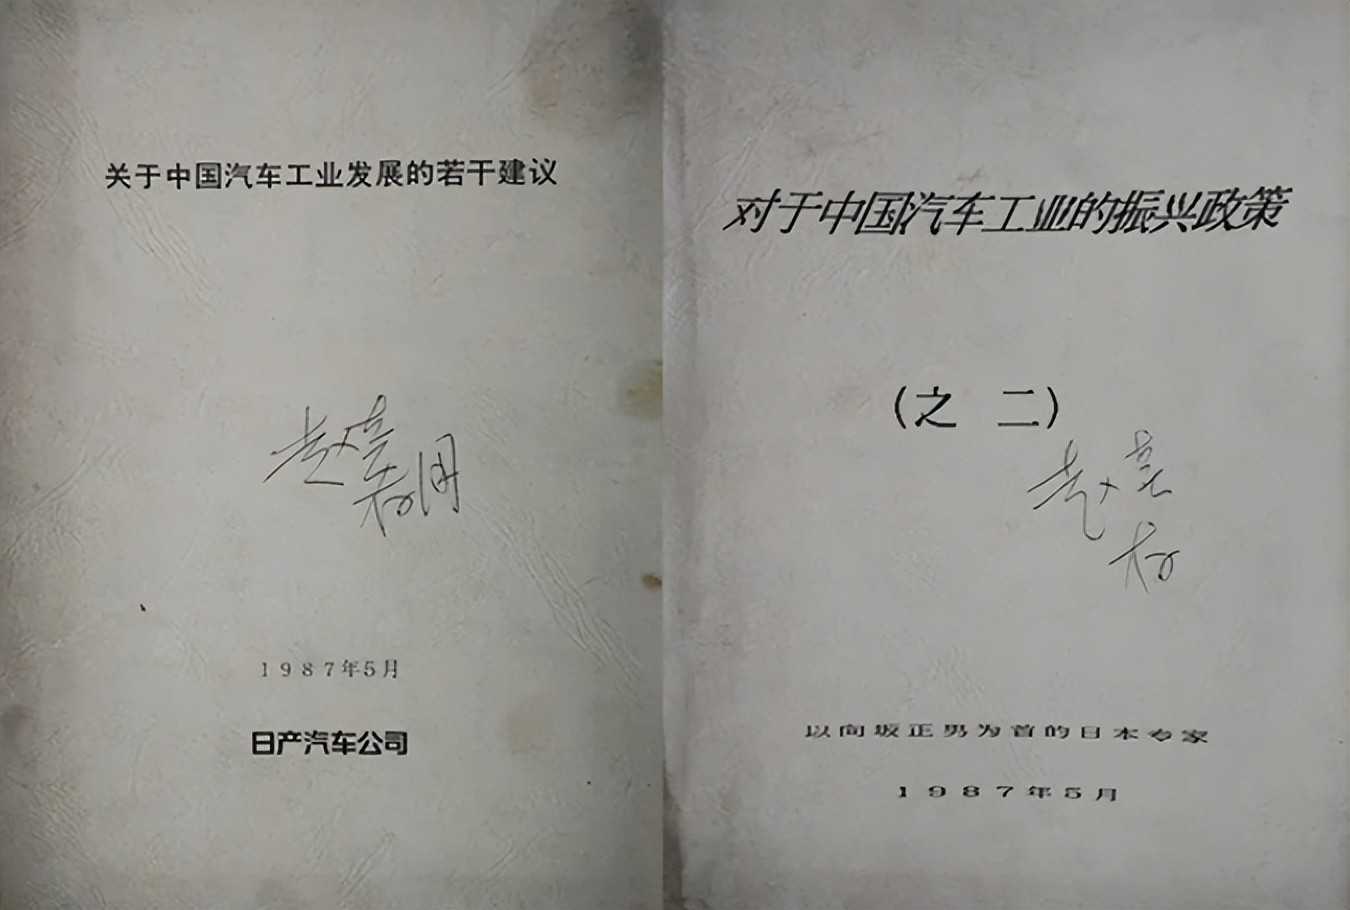 关于中国汽车工业发展的若干建议
1987年5月
日产汽车公司
对于中国汽车工业的振兴政策
（之 二）
以向坂正男为首的日本专家
1987年5月